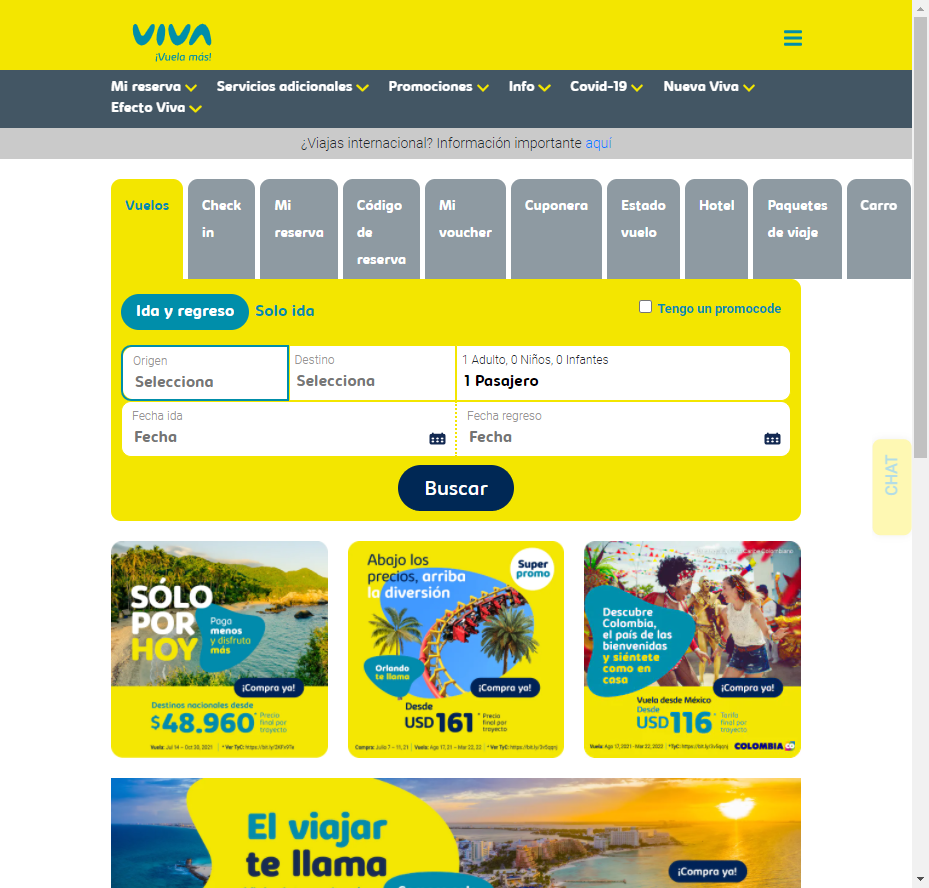 VIVA
¡Vuela más!
Mi reserva Servicios adicionales Promociones Info Covid-19 Nueva Viva
Efecto Viva
¿Viajas internacional? Información importante aquí
Vuelos
Check
in
Mi
reserva
Código
de
reserva
Mi
voucher
Cuponera
Estado
vuelo
Hotel
Paquetes
de viaje
Carro
Ida y regreso Solo ida
Tengo un promocode
Origen
Selecciona
Destino
Selecciona
1 Adulto, 0 Niños, 0 Infantes
1 Pasajero
Fecha ida
Fecha
Fecha regreso
Fecha
Buscar
CHAT
SÓLO
POR
HOY
Paga
menos
y disfruta
más
¡Compra ya!
Destinos nacionales desde
$48.960*
Precio
final por
trayecto
Vuela: Jul 14 – Oct 30, 2021 | * Ver TyC:
Abajo los
precios, arriba
la diversión
Super
promo
Orlando
te llama
¡Compra ya!
Desde
USD 161*
Precio
final por
trayecto
Compra: Julio 7 – 11, 21 | Vuela: Ago 17, 21 - Mar 22, 22 | * Ver TyC:
Descubre
Colombia,
el país de las
bienvenidas
y siéntete
como en
casa
¡Compra ya!
Vuela desde México
Desde
USD 116*
Tarifa
final por
trayecto
Vuela: Ago 17, 2021 - Mar 22, 2022 | *TyC:
COLOMBIA
El viajar
te llama
¡Compra ya!